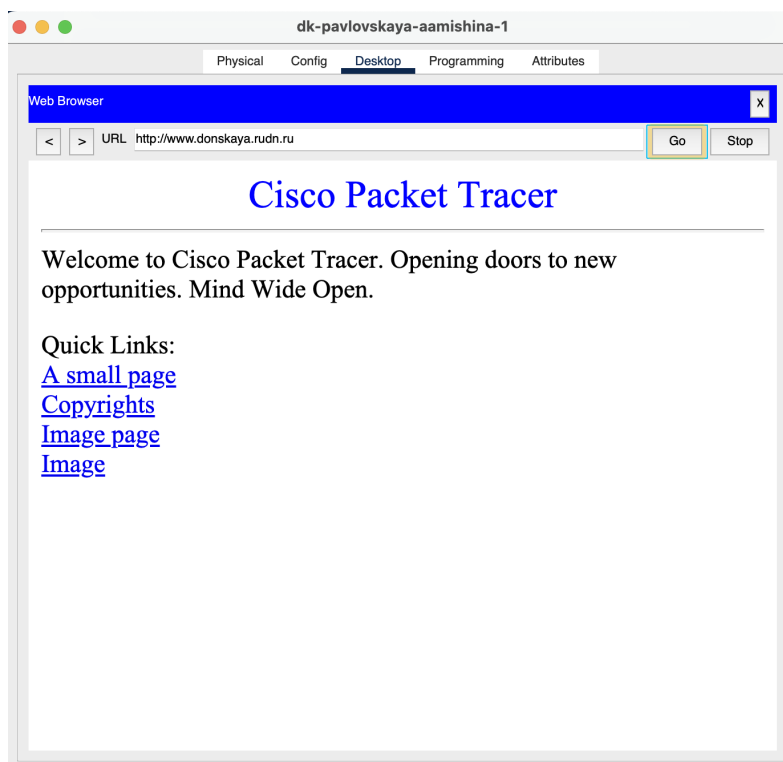 dk-pavlovskaya-aamishina-1
Physical Config Desktop Programming Attributes
Web Browser X
< > URL http://www.donskaya.rudn.ru Go Stop
Cisco Packet Tracer
Welcome to Cisco Packet Tracer. Opening doors to new
opportunities. Mind Wide Open.
Quick Links:
A small page
Copyrights
Image page
Image